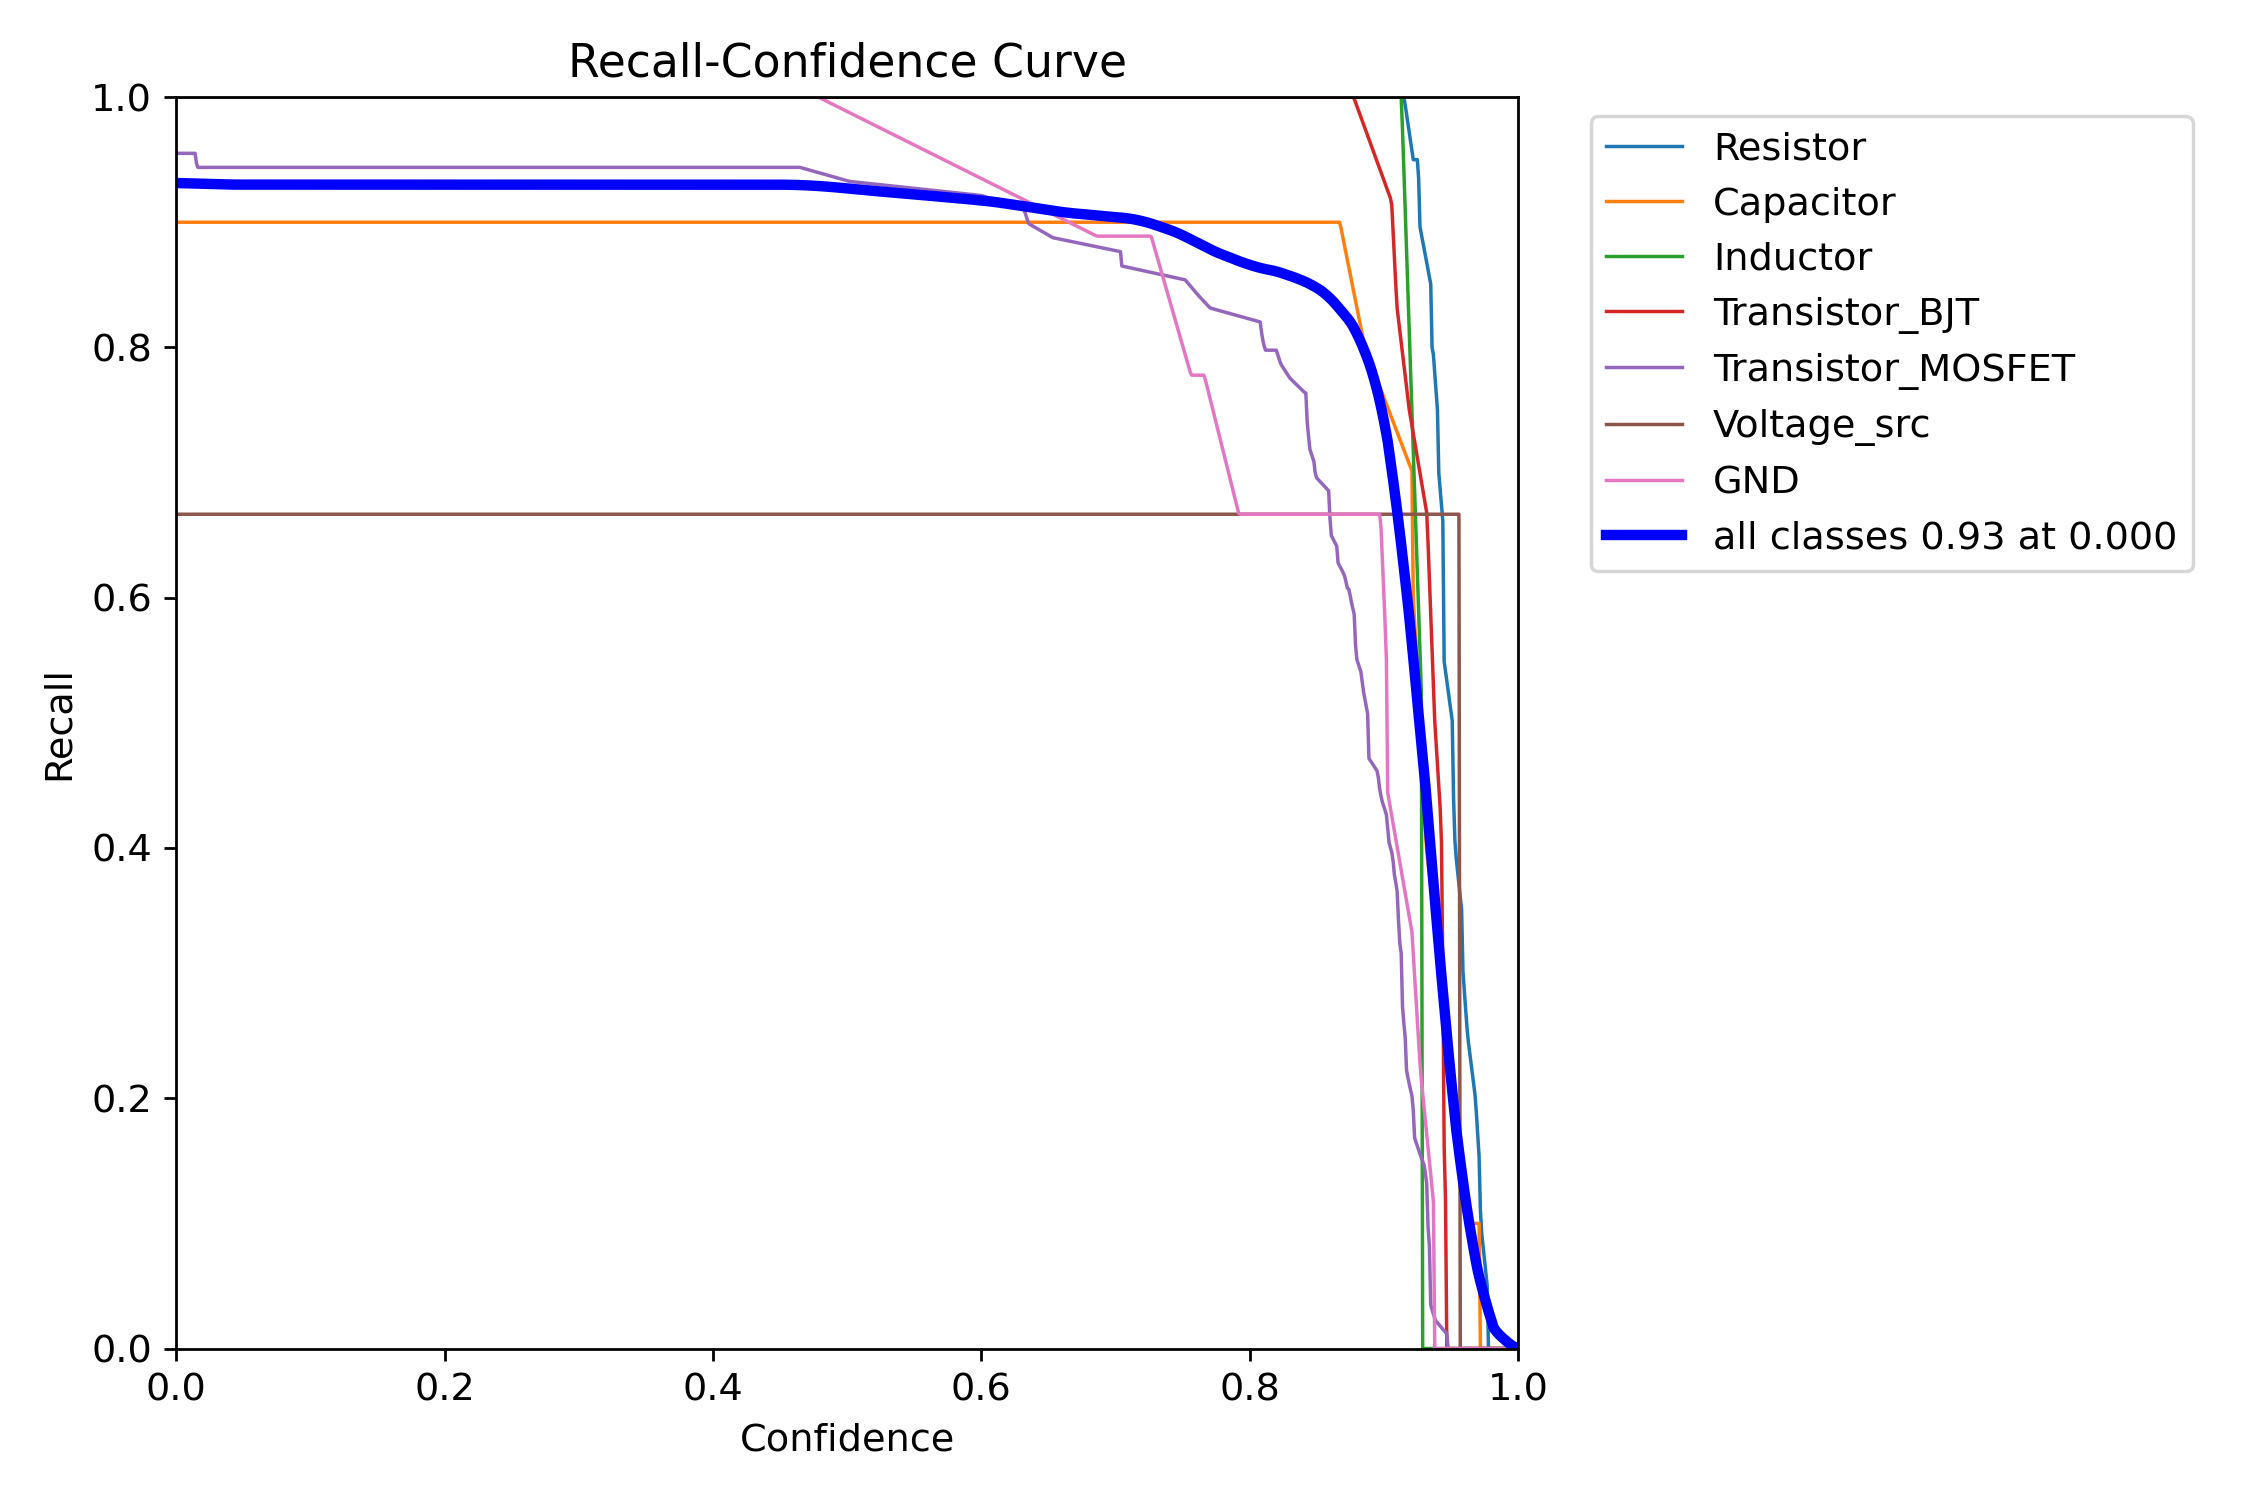 Recall-Confidence Curve
1.0
0.8
0.6
0.4
0.2
0.0
Recall
0.0 0.2 0.4 0.6 0.8 1.0
Confidence
Resistor
Capacitor
Inductor
Transistor_BJT
Transistor_MOSFET
Voltage_src
GND
all classes 0.93 at 0.000